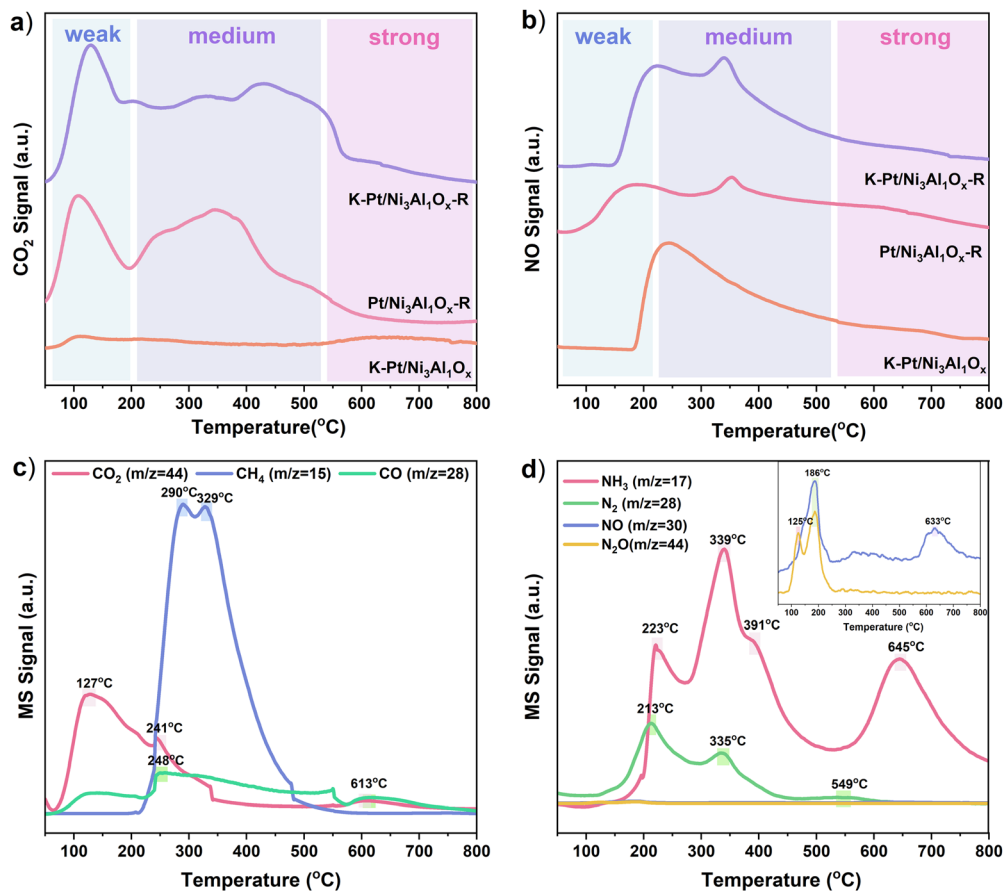 a)
weak medium strong
CO₂ Signal (a.u.)
K-Pt/Ni₃Al₁Oₓ-R
Pt/Ni₃Al₁Oₓ-R
K-Pt/Ni₃Al₁Oₓ
100 200 300 400 500 600 700 800
Temperature(°C)
b)
weak medium strong
NO Signal (a.u.)
K-Pt/Ni₃Al₁Oₓ-R
Pt/Ni₃Al₁Oₓ-R
K-Pt/Ni₃Al₁Oₓ
100 200 300 400 500 600 700 800
Temperature(°C)
c)
CO₂ (m/z=44) CH₄ (m/z=15) CO (m/z=28)
MS Signal (a.u.)
290°C 329°C
127°C
241°C
248°C
613°C
100 200 300 400 500 600 700 800
Temperature (°C)
d)
NH₃ (m/z=17)
N₂ (m/z=28)
NO (m/z=30)
N₂O(m/z=44)
MS Signal (a.u.)
186°C
125°C
633°C
100 200 300 400 500 600 700 800
Temperature (°C)
339°C
223°C
391°C
645°C
213°C
335°C
549°C
100 200 300 400 500 600 700 800
Temperature (°C)